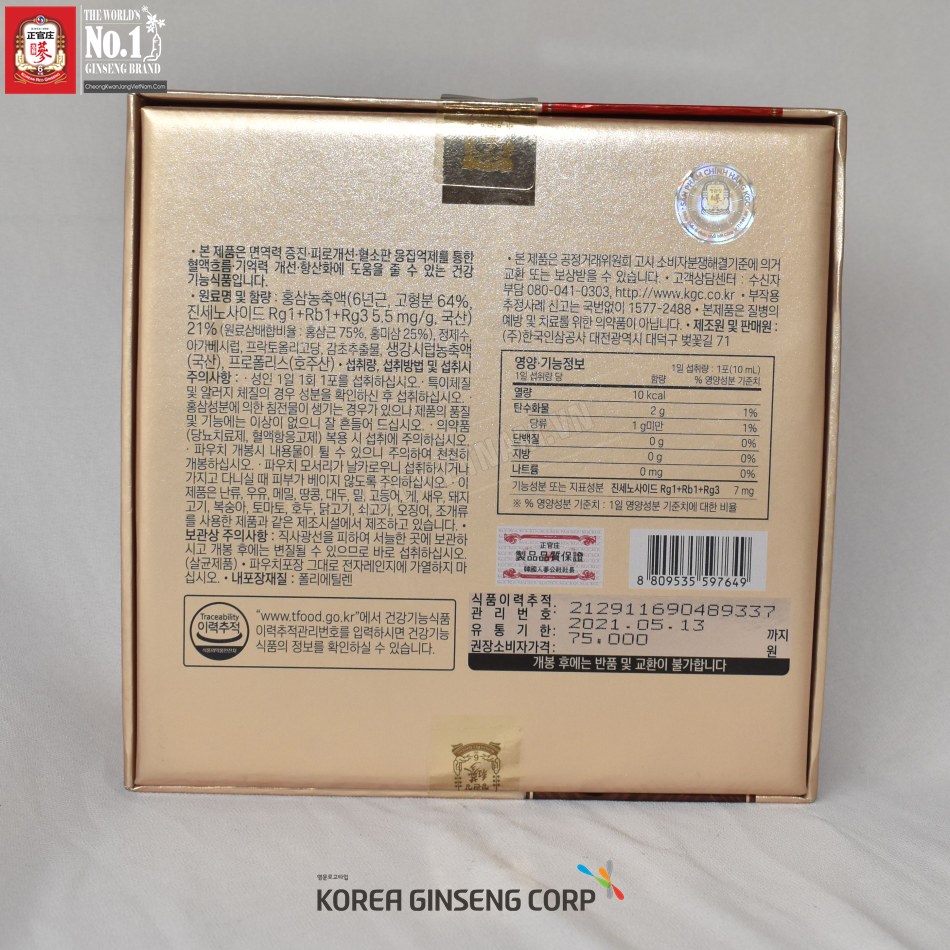 正官庄
蔘
6
KOREAN RED GINSENG
THE WORLD'S
No.1
GINSENG BRAND
CheongKwanJangVietNam.Com
• 본 제품은 면역력 증진·피로개선·혈소판 응집억제를 통한
혈액흐름·기억력 개선·항산화에 도움을 줄 수 있는 건강
기능식품입니다.
• 원료명 및 함량 : 홍삼농축액(6년근, 고형분 64%,
진세노사이드 Rg1+Rb1+Rg3 5.5 mg/g, 국산)
21% (원료삼배합비율 : 홍삼근 75%, 홍미삼 25%), 정제수,
아가베시럽, 프락토올리고당, 감초추출물, 생강시럽농축액
(국산), 프로폴리스(호주산) • 섭취량, 섭취방법 및 섭취시
주의사항 : · 성인 1일 1회 1포를 섭취하십시오. · 특이체질
및 알러지 체질의 경우 성분을 확인하신 후 섭취하십시오. ·
홍삼성분에 의한 침전물이 생기는 경우가 있으나 제품의 품질
및 기능에는 이상이 없으니 잘 흔들어 드십시오. · 의약품
(당뇨치료제, 혈액항응고제) 복용 시 섭취에 주의하십시오.
· 파우치 개봉시 내용물이 튈 수 있으니 주의하여 천천히
개봉하십시오. · 파우치 모서리가 날카로우니 섭취하시거나
가지고 다니실 때 피부가 베이지 않도록 주의하십시오. · 이
제품은 난류, 우유, 메밀, 땅콩, 대두, 밀, 고등어, 게, 새우, 돼지
고기, 복숭아, 토마토, 호두, 닭고기, 쇠고기, 오징어, 조개류
를 사용한 제품과 같은 제조시설에서 제조하고 있습니다. •
보관상 주의사항 : 직사광선을 피하여 서늘한 곳에 보관하
시고 개봉 후에는 변질될 수 있으므로 바로 섭취하십시오.
(살균제품) • 파우치포장 그대로 전자레인지에 가열하지 마
십시오. • 내포장재질 : 폴리에틸렌
Traceability
이력추적
"www.tfood.go.kr"에서 건강기능식품
이력추적관리번호를 입력하시면 건강기능
식품의 정보를 확인하실 수 있습니다.
SẢN PHẨM CHÍNH HÃNG KGC
• 본 제품은 공정거래위원회 고시 소비자분쟁해결기준에 의거
교환 또는 보상받을 수 있습니다. • 고객상담센터 : 수신자
부담 080-041-0303, http://www.kgc.co.kr • 부작용
추정사례 신고는 국번없이 1577-2488 • 본제품은 질병의
예방 및 치료를 위한 의약품이 아닙니다. • 제조원 및 판매원 :
(주)한국인삼공사 대전광역시 대덕구 벚꽃길 71
영양·기능정보 1일 섭취량 : 1포(10 mL)
1일 섭취량 당 함량 % 영양성분 기준치
열량 10 kcal
탄수화물 2 g 1%
당류 1 g미만 1%
단백질 0 g 0%
지방 0 g 0%
나트륨 0 mg 0%
기능성분 또는 지표성분 진세노사이드 Rg1+Rb1+Rg3 7 mg
※ % 영양성분 기준치 : 1일 영양성분 기준치에 대한 비율
正官庄
製品品質保證
韓國人蔘公社社長
8 809535 597649
식품이력추적
관리번호: 212911690489337
유통기한: 2021.05.13 까지
권장소비자가격: 75,000 원
개봉 후에는 반품 및 교환이 불가합니다
영문로고타입
KOREA GINSENG CORP